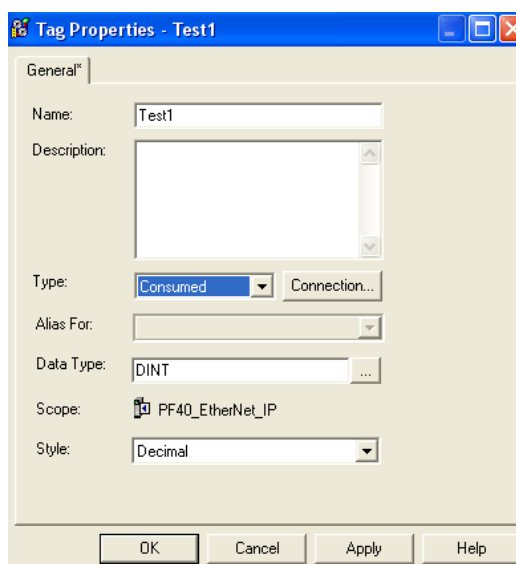 Tag Properties - Test1
General*
Name: Test1
Description:
Type: Consumed Connection...
Alias For:
Data Type: DINT ...
Scope: PF40_EtherNet_IP
Style: Decimal
OK Cancel Apply Help